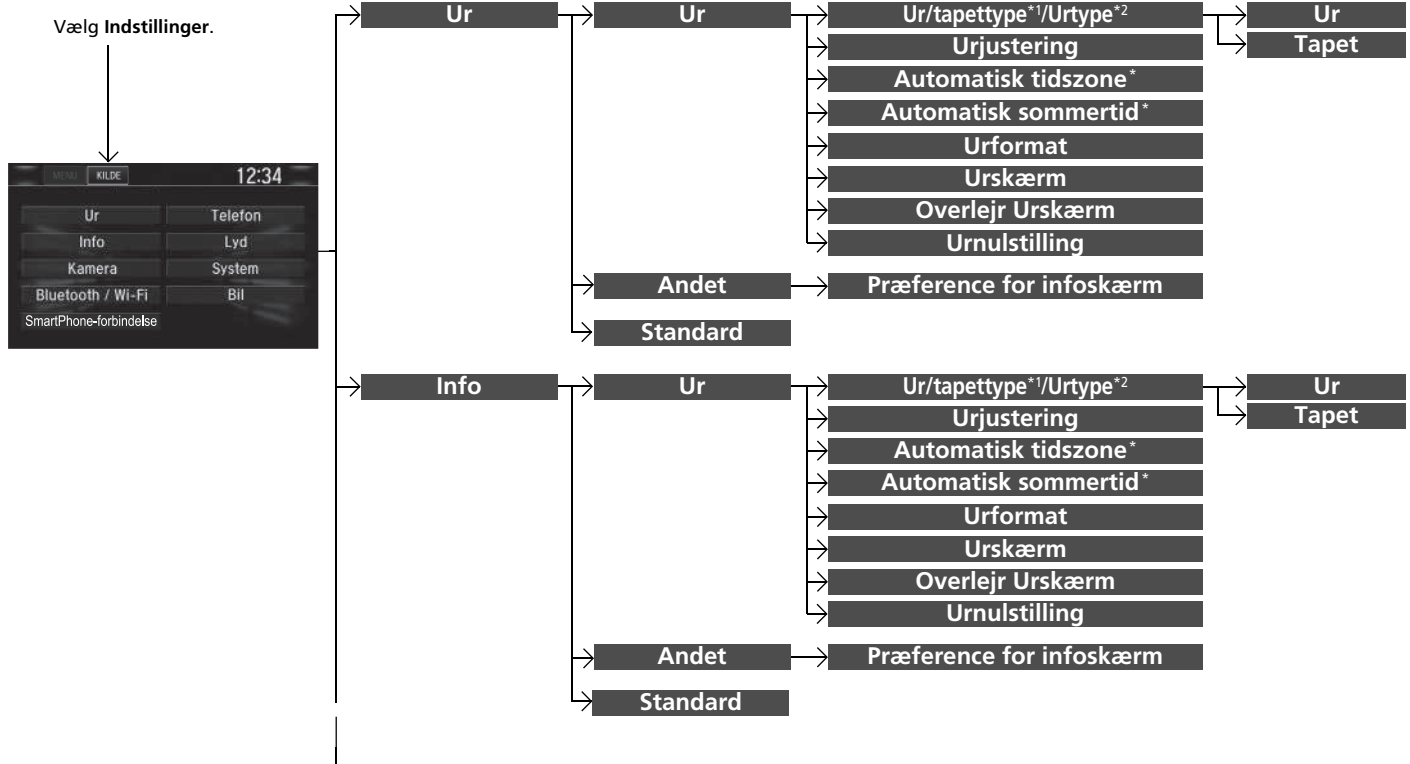 Vælg Indstillinger.
MENU KILDE 12:34
Ur Telefon
Info Lyd
Kamera System
Bluetooth / Wi-Fi Bil
SmartPhone-forbindelse
Ur
Ur
Ur/tapettype*1/Urtype*2
Ur
Tapet
Urjustering
Automatisk tidszone*
Automatisk sommertid*
Urformat
Urskærm
Overlejr Urskærm
Urnulstilling
Andet
Præference for infoskærm
Standard
Info
Ur
Ur/tapettype*1/Urtype*2
Ur
Tapet
Urjustering
Automatisk tidszone*
Automatisk sommertid*
Urformat
Urskærm
Overlejr Urskærm
Urnulstilling
Andet
Præference for infoskærm
Standard